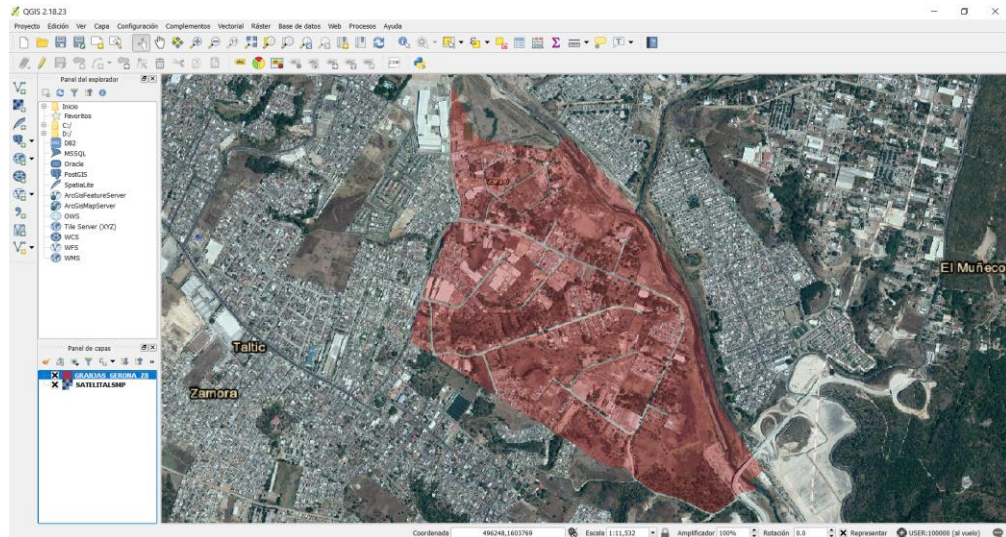 QGIS 2.18.23
Proyecto Edición Ver Capa Configuración Complementos Vectorial Ráster Base de datos Web Procesos Ayuda
Panel del explorador
Inicio
Favoritos
C:/
D:/
DB2
MSSQL
Oracle
PostGIS
SpatiaLite
ArcGisFeatureServer
ArcGisMapServer
OWS
Tile Server (XYZ)
WCS
WFS
WMS
Panel de capas
GRANJAS_GERONA_Z8
SATELITALSMP
El Muñeco
Taltic
Zamora
Coordenada 496248,1603769 Escala 1:11,532 Amplificador 100% Rotación 0.0 Representar USER:100000 (al vuelo)